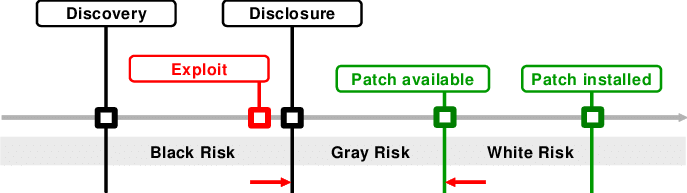 Discovery
Disclosure
Exploit
Patch available
Patch installed
Black Risk
Gray Risk
White Risk